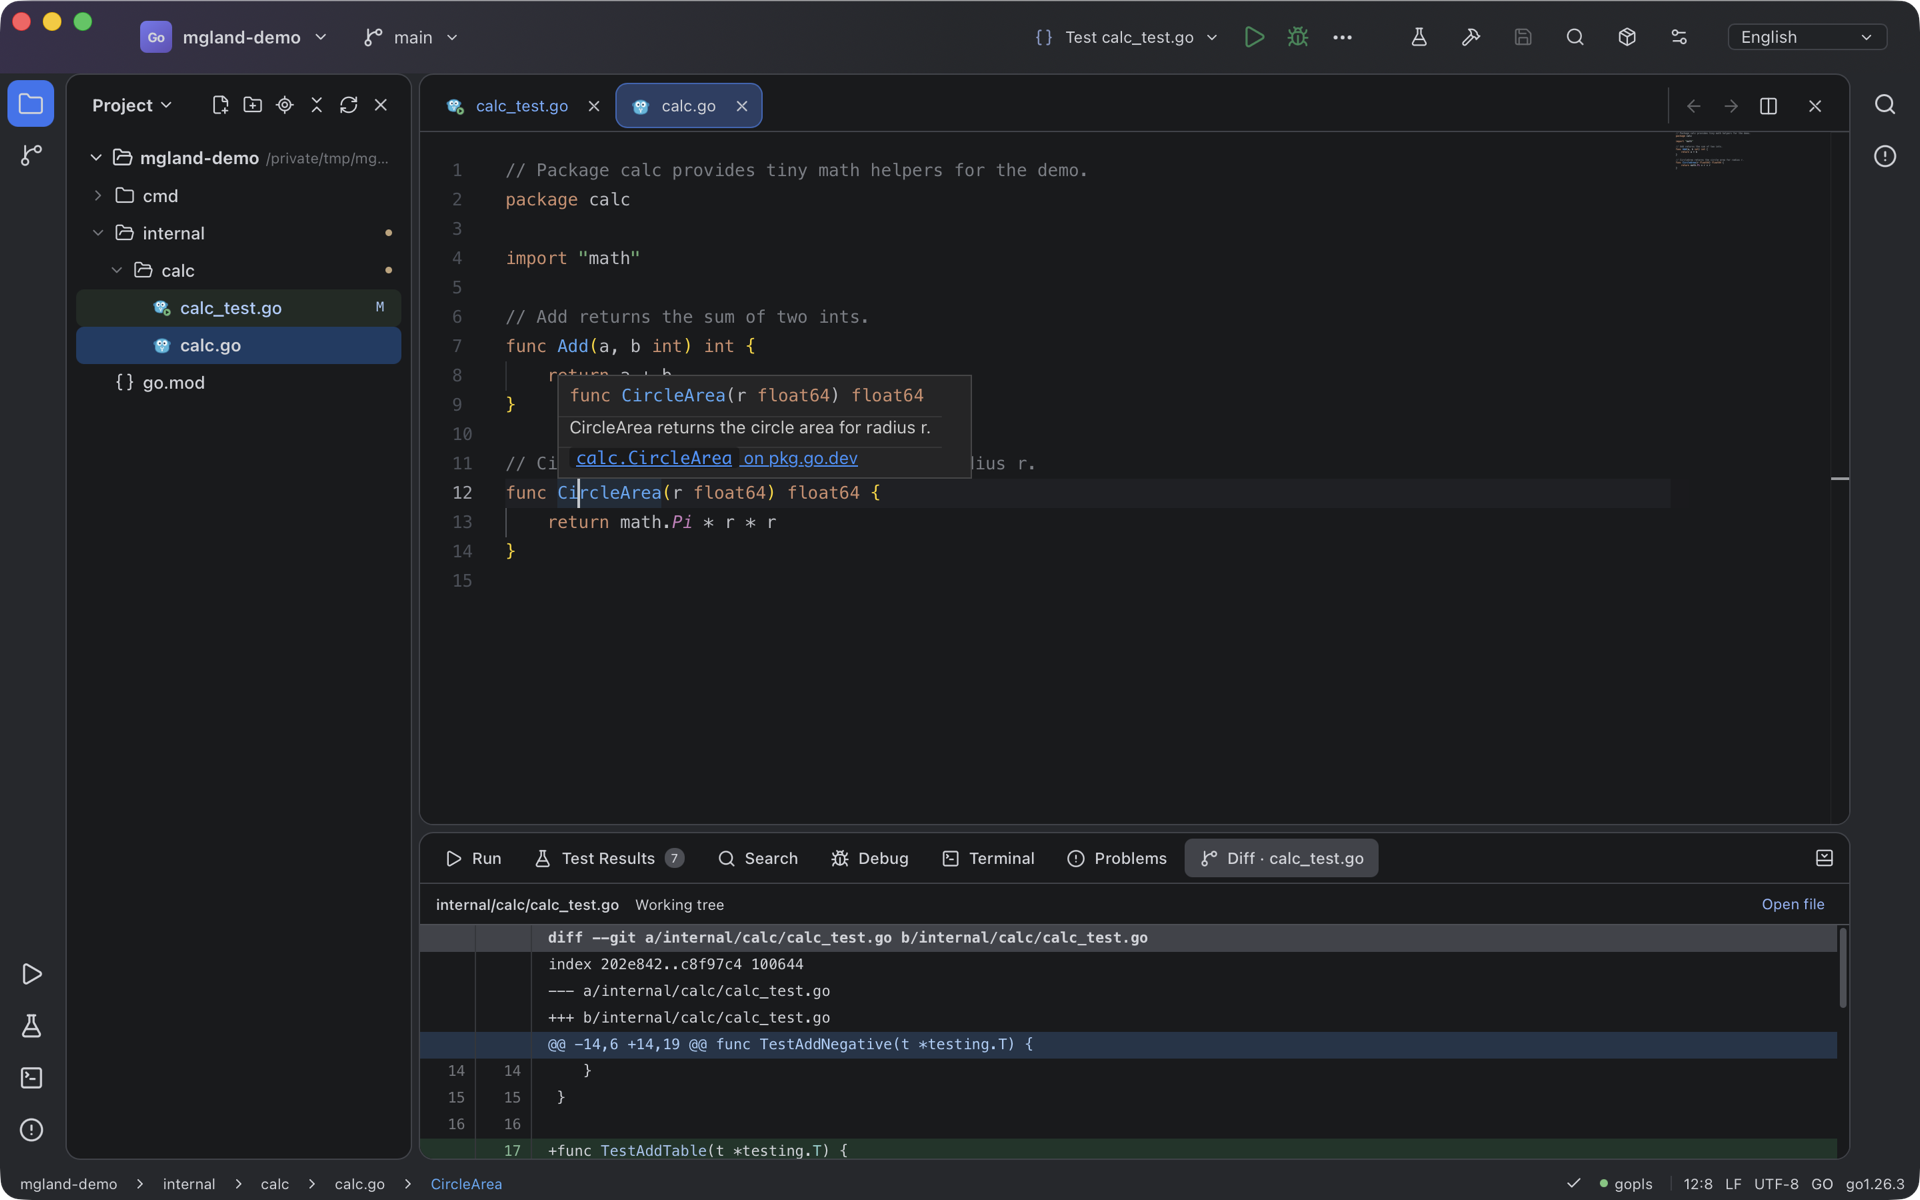 Go mgland-demo main {} Test calc_test.go English
Project
calc_test.go calc.go
mgland-demo /private/tmp/mg...
cmd
internal
calc
calc_test.go M
calc.go
{} go.mod
1 // Package calc provides tiny math helpers for the demo.
2 package calc
3
4 import "math"
5
6 // Add returns the sum of two ints.
7 func Add(a, b int) int {
8 return a + b
9 }
10
11 // Ci dius r.
12 func CircleArea(r float64) float64 {
13 return math.Pi * r * r
14 }
15
func CircleArea(r float64) float64
CircleArea returns the circle area for radius r.
calc.CircleArea on pkg.go.dev
Run Test Results 7 Search Debug Terminal Problems Diff · calc_test.go
internal/calc/calc_test.go Working tree Open file
diff --git a/internal/calc/calc_test.go b/internal/calc/calc_test.go
index 202e842..c8f97c4 100644
--- a/internal/calc/calc_test.go
+++ b/internal/calc/calc_test.go
@@ -14,6 +14,19 @@ func TestAddNegative(t *testing.T) {
14 14 }
15 15 }
16 16
17 +func TestAddTable(t *testing.T) {
mgland-demo > internal > calc > calc.go > CircleArea gopls 12:8 LF UTF-8 GO go1.26.3